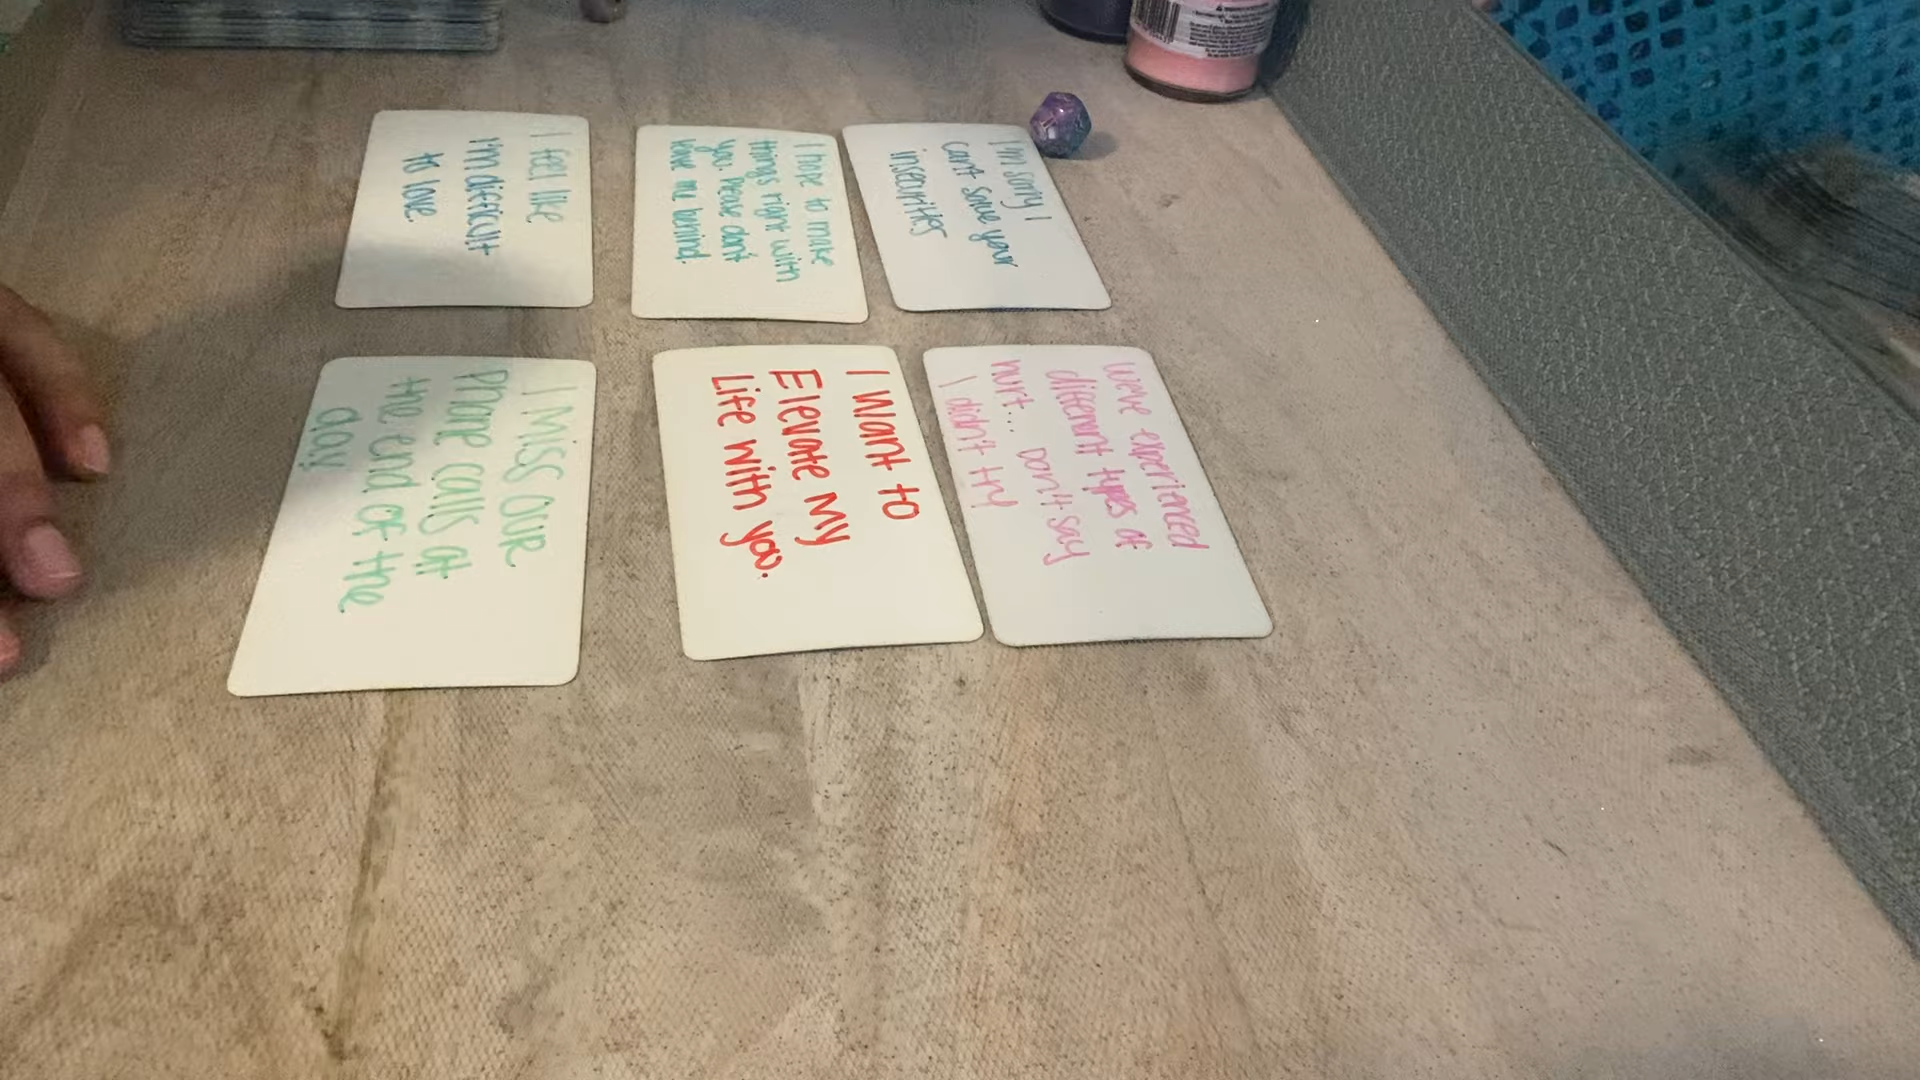 I feel like
I'm difficult
to love
I hope to make
things right with
you. Please don't
leave me behind.
I'm sorry I
can't solve your
insecurities
I MISS OUR
Phone calls at
the end of the
day
I want to
Elevate My
Life with you.
We've experienced
different types of
hurt... Don't say
I didn't try